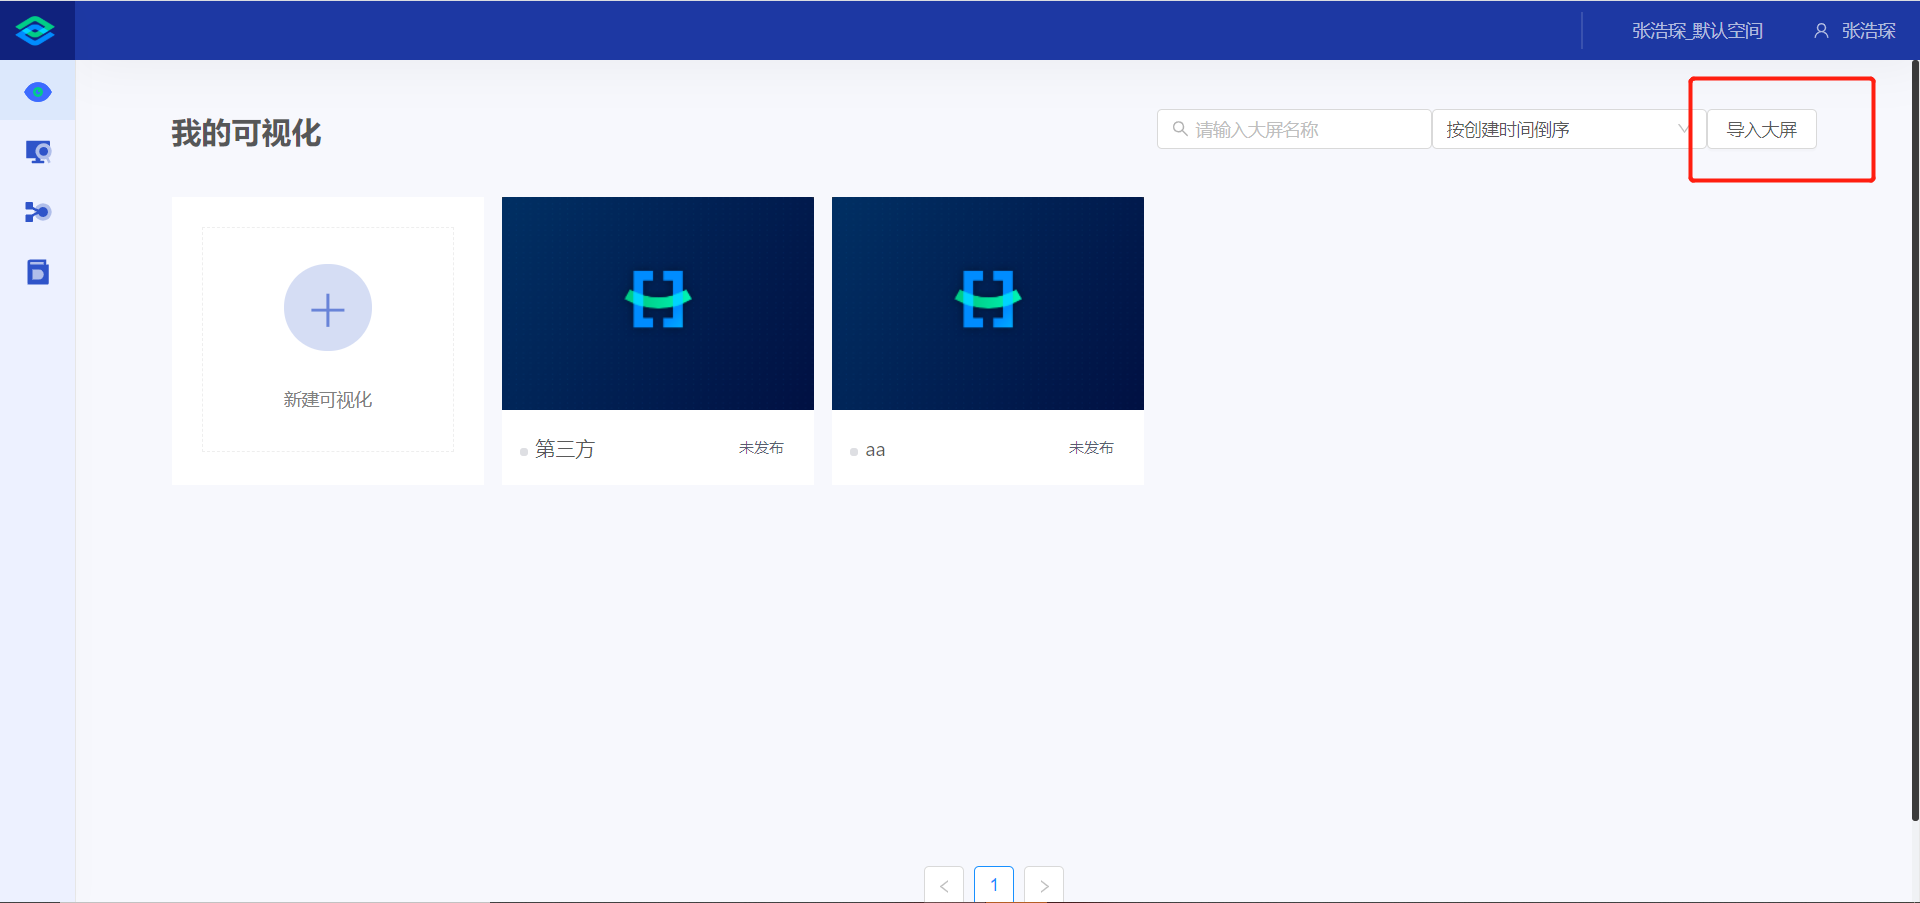 张浩琛_默认空间
张浩琛
我的可视化
请输入大屏名称
按创建时间倒序
导入大屏
新建可视化
第三方
未发布
aa
未发布
1